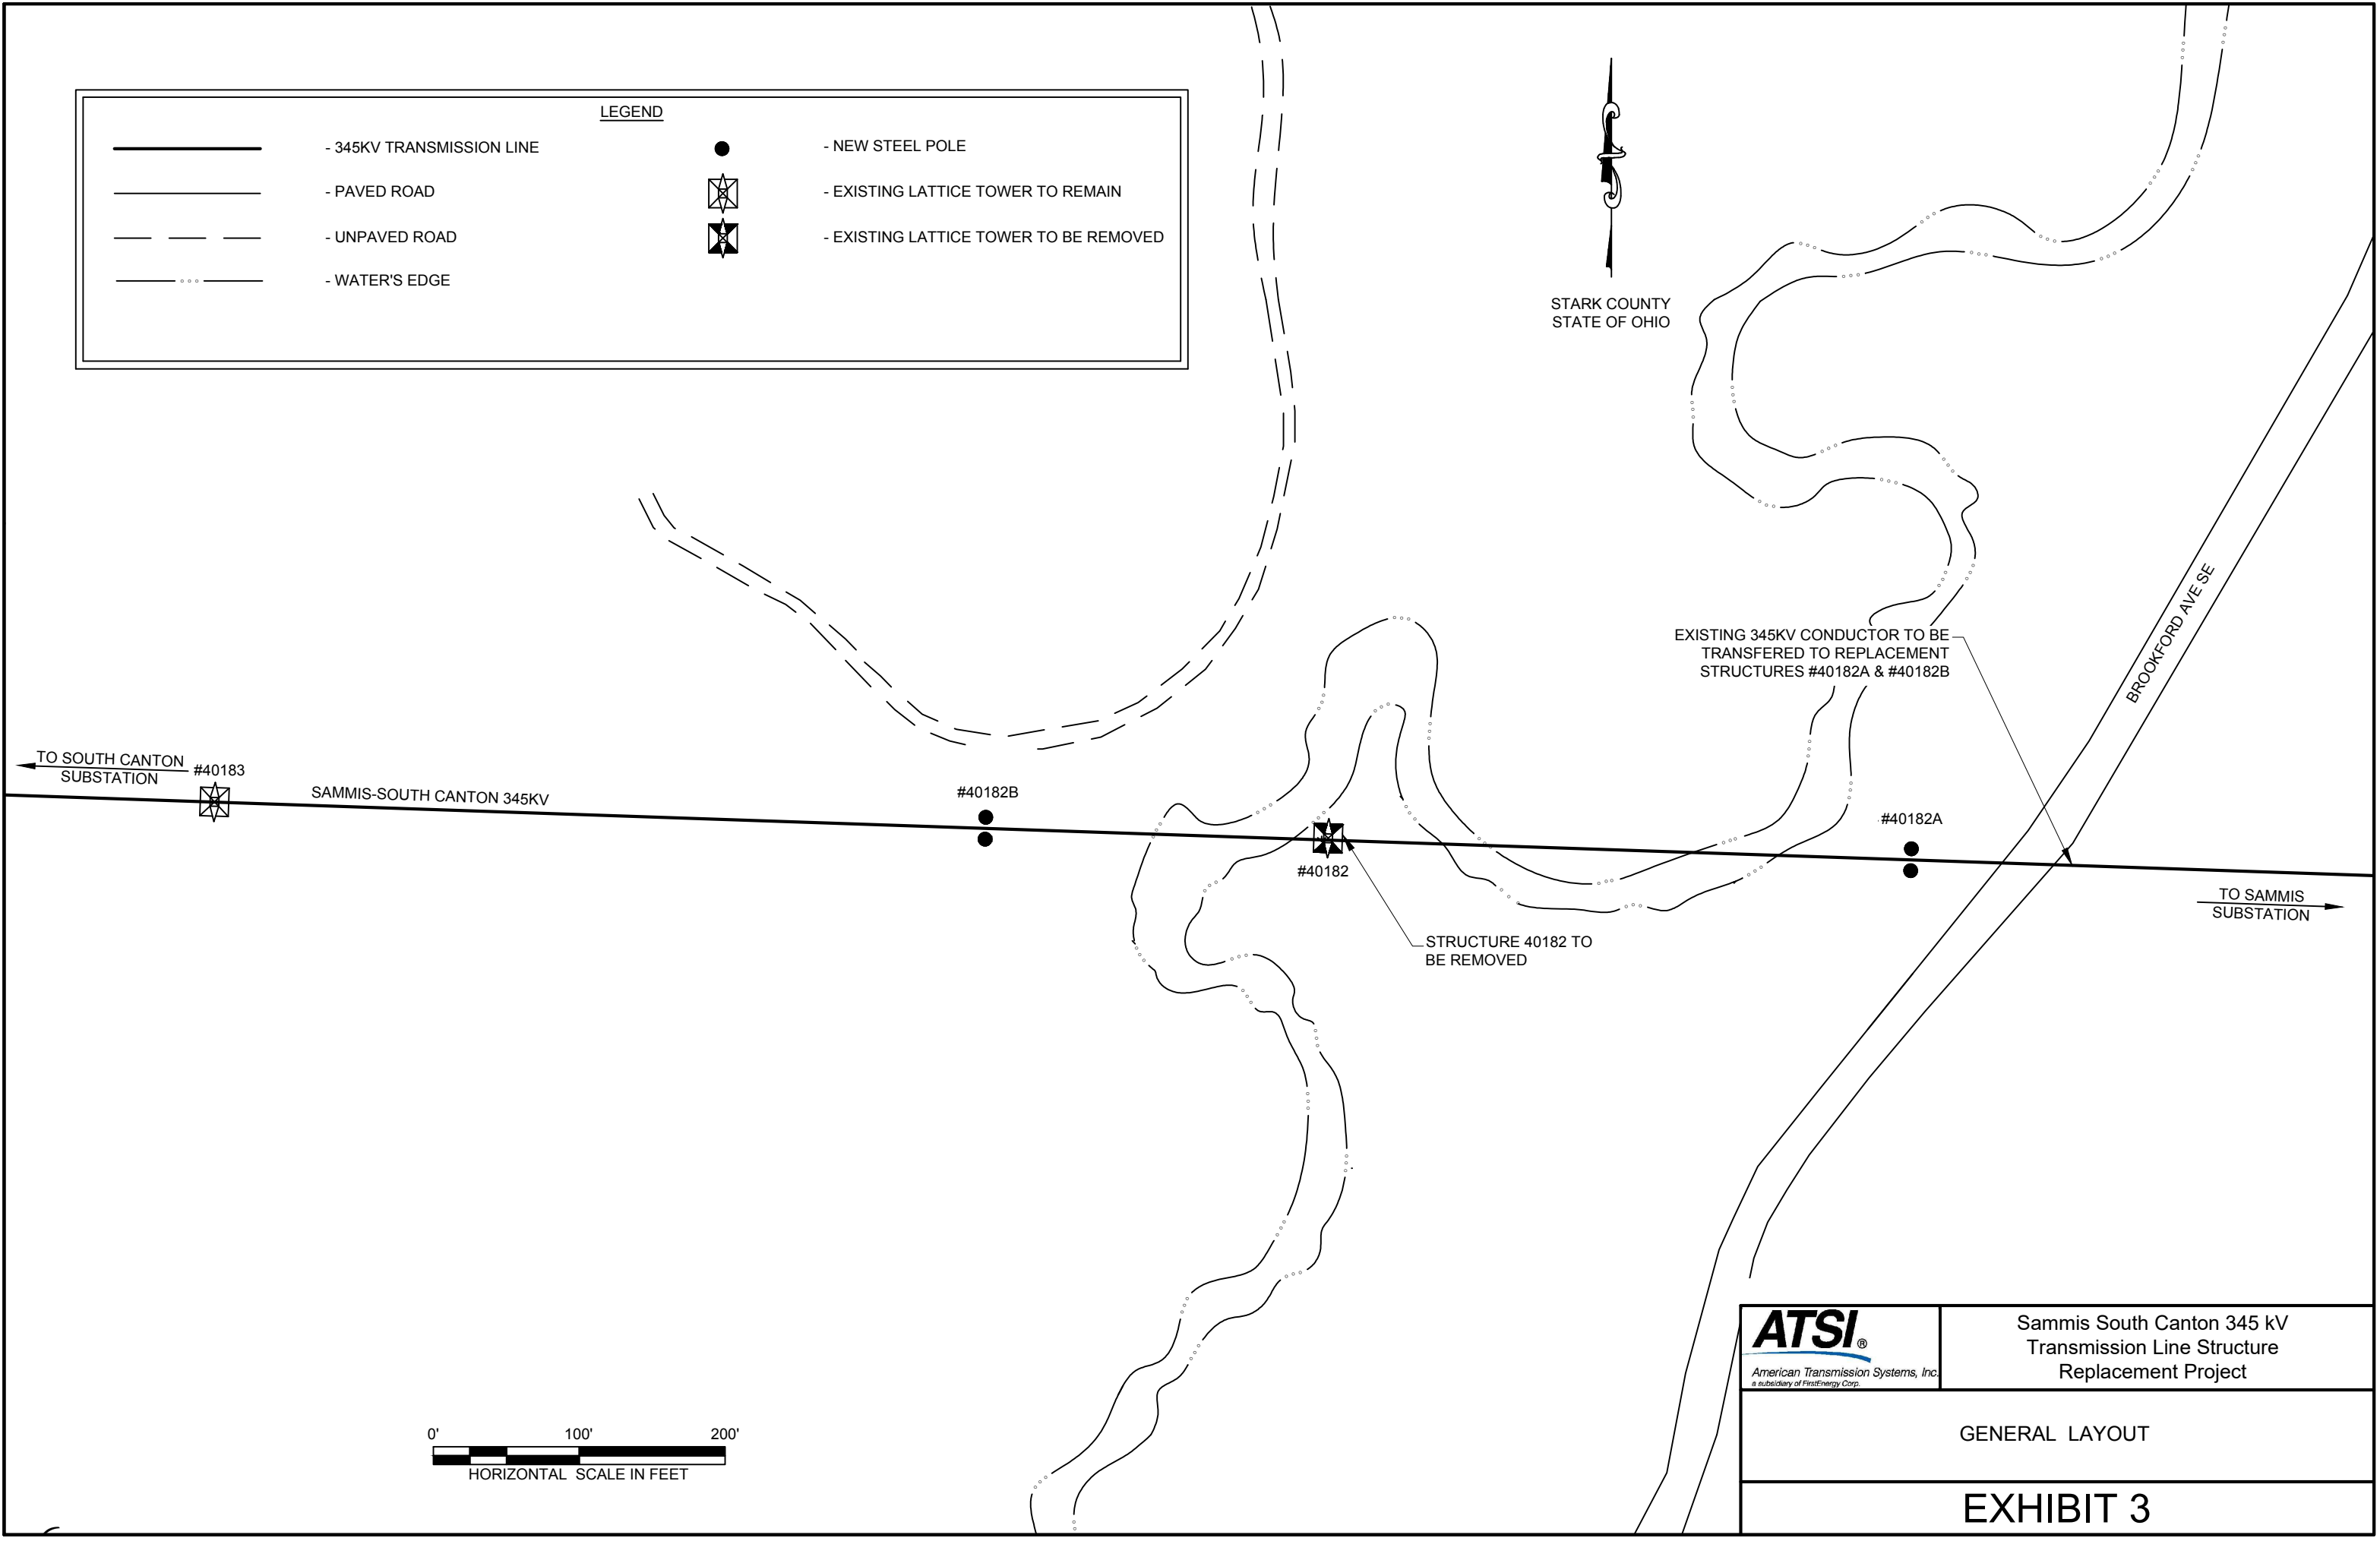 LEGEND
- 345KV TRANSMISSION LINE
- PAVED ROAD
- UNPAVED ROAD
- WATER'S EDGE
- NEW STEEL POLE
- EXISTING LATTICE TOWER TO REMAIN
- EXISTING LATTICE TOWER TO BE REMOVED
STARK COUNTY
STATE OF OHIO
EXISTING 345KV CONDUCTOR TO BE
TRANSFERED TO REPLACEMENT
STRUCTURES #40182A & #40182B
BROOKFORD AVE SE
TO SOUTH CANTON
SUBSTATION
#40183
SAMMIS-SOUTH CANTON 345KV
#40182B
#40182
#40182A
STRUCTURE 40182 TO
BE REMOVED
TO SAMMIS
SUBSTATION
0' 100' 200'
HORIZONTAL SCALE IN FEET
ATSI®
American Transmission Systems, Inc.
a subsidiary of FirstEnergy Corp.
Sammis South Canton 345 kV
Transmission Line Structure
Replacement Project
GENERAL LAYOUT
EXHIBIT 3